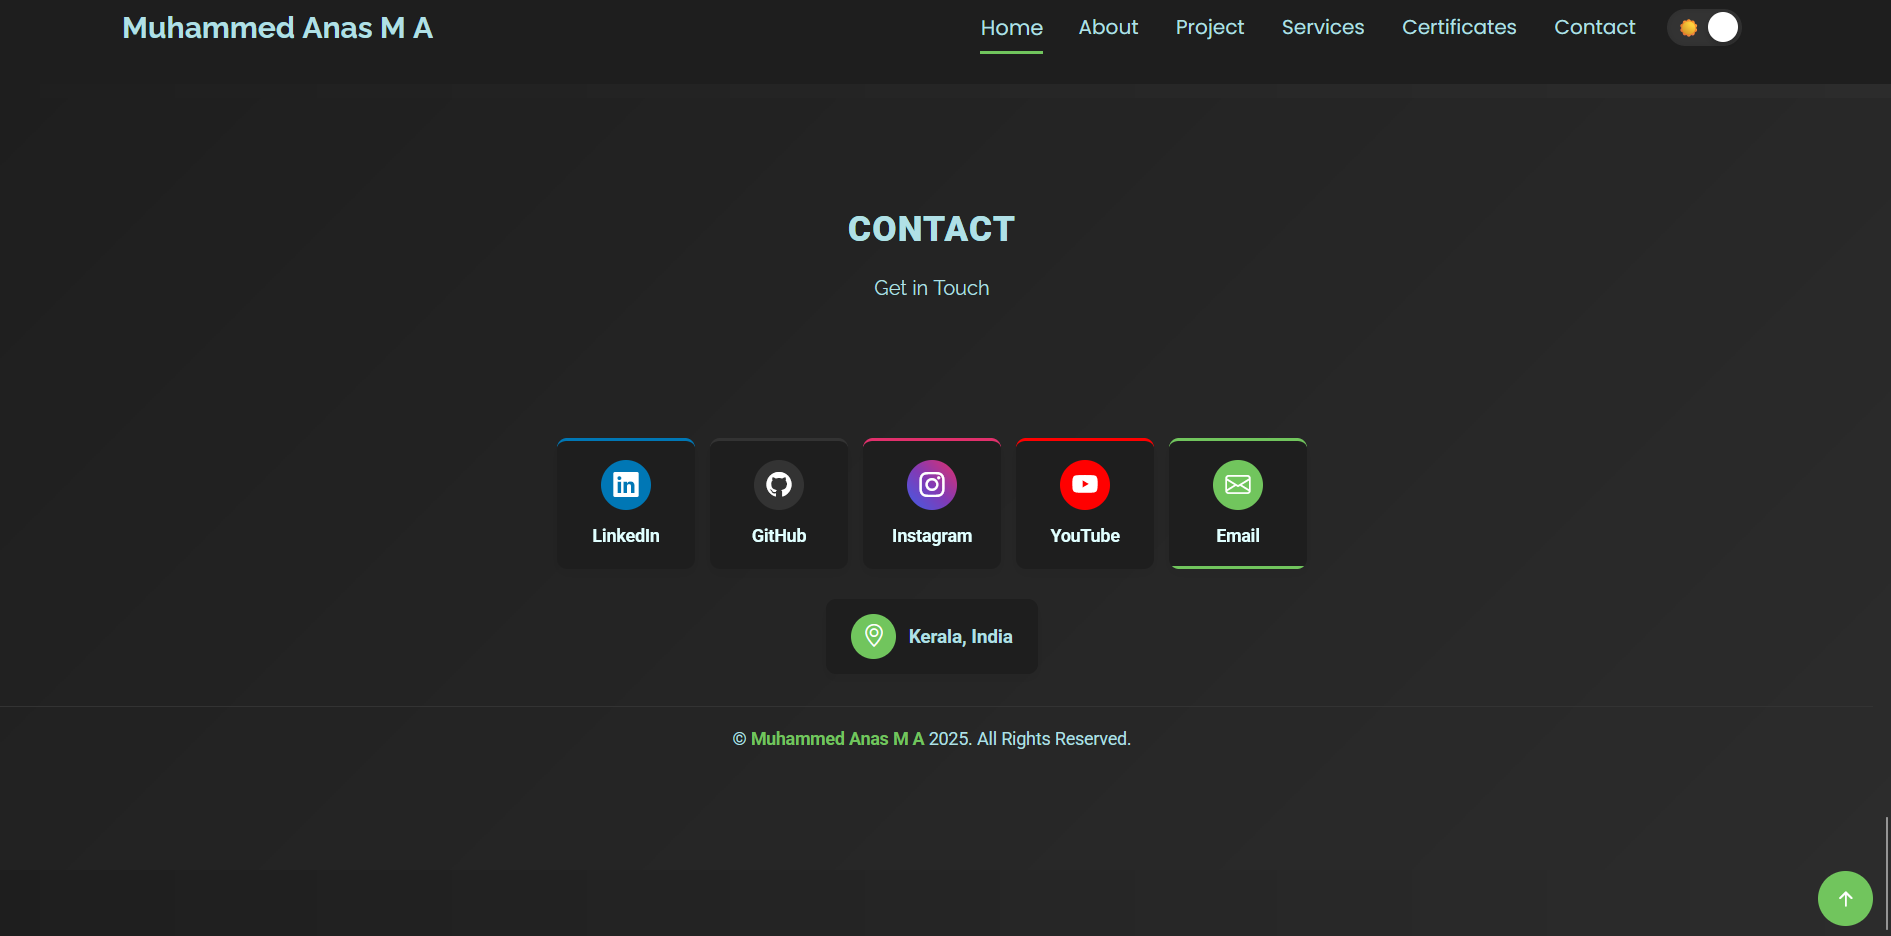 Muhammed Anas M A
Home About Project Services Certificates Contact
CONTACT
Get in Touch
LinkedIn GitHub Instagram YouTube Email
Kerala, India
© Muhammed Anas M A 2025. All Rights Reserved.